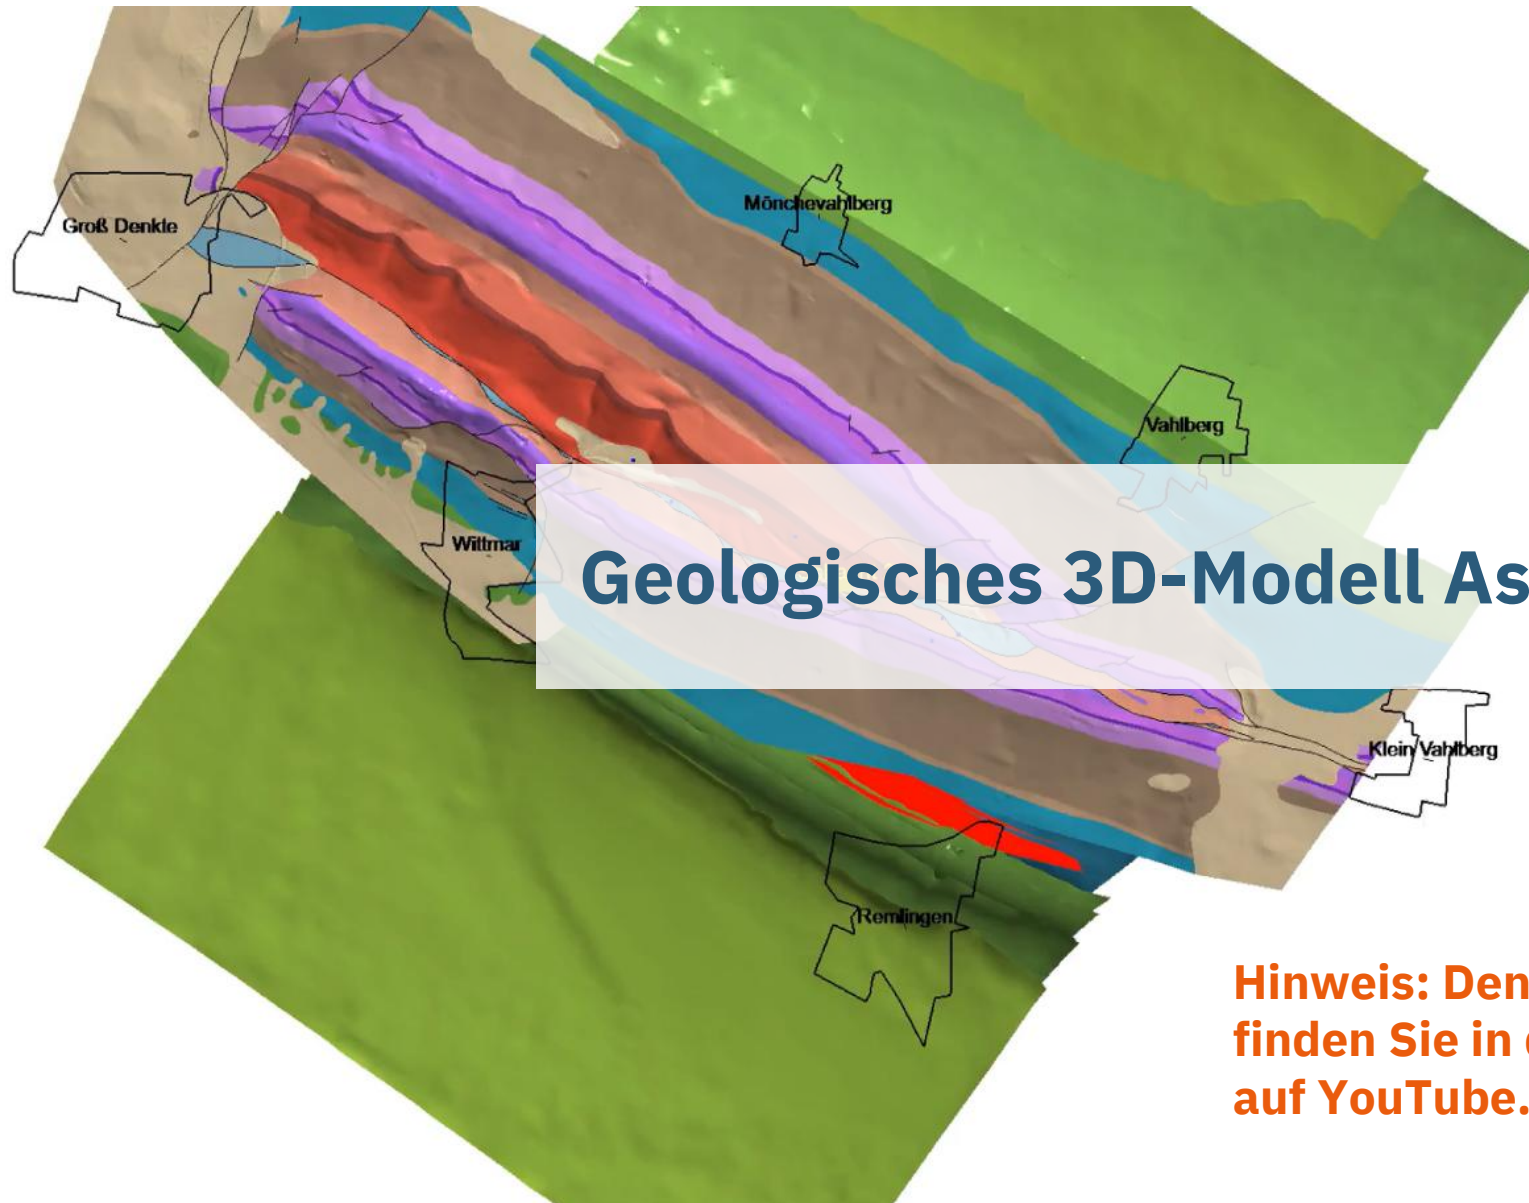 Mönchevahlberg
Groß Denkte
Vahlberg
Wittmar
Geologisches 3D-Modell As
Klein Vahlberg
Remlingen
Hinweis: Den
finden Sie in
auf YouTube.